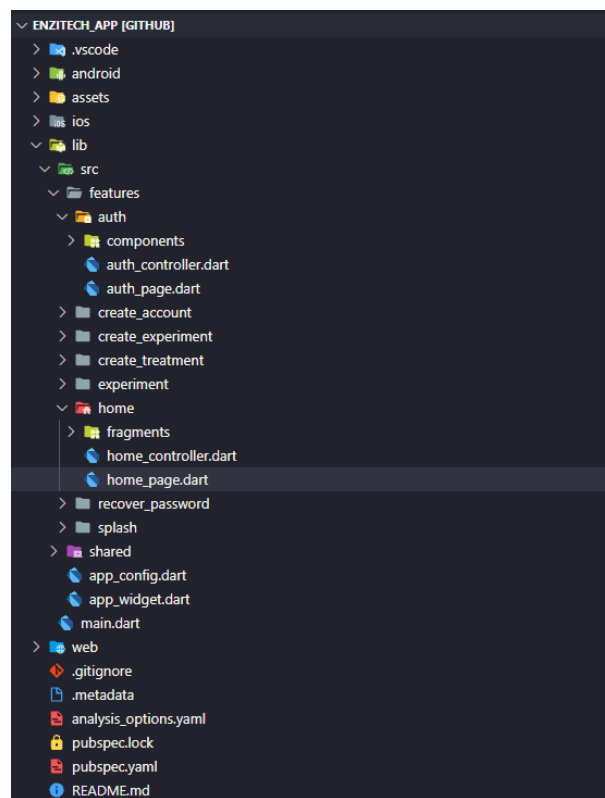 ENZITECH_APP [GITHUB]
.vscode
android
assets
ios
lib
src
features
auth
components
auth_controller.dart
auth_page.dart
create_account
create_experiment
create_treatment
experiment
home
fragments
home_controller.dart
home_page.dart
recover_password
splash
shared
app_config.dart
app_widget.dart
main.dart
web
.gitignore
.metadata
analysis_options.yaml
pubspec.lock
pubspec.yaml
README.md